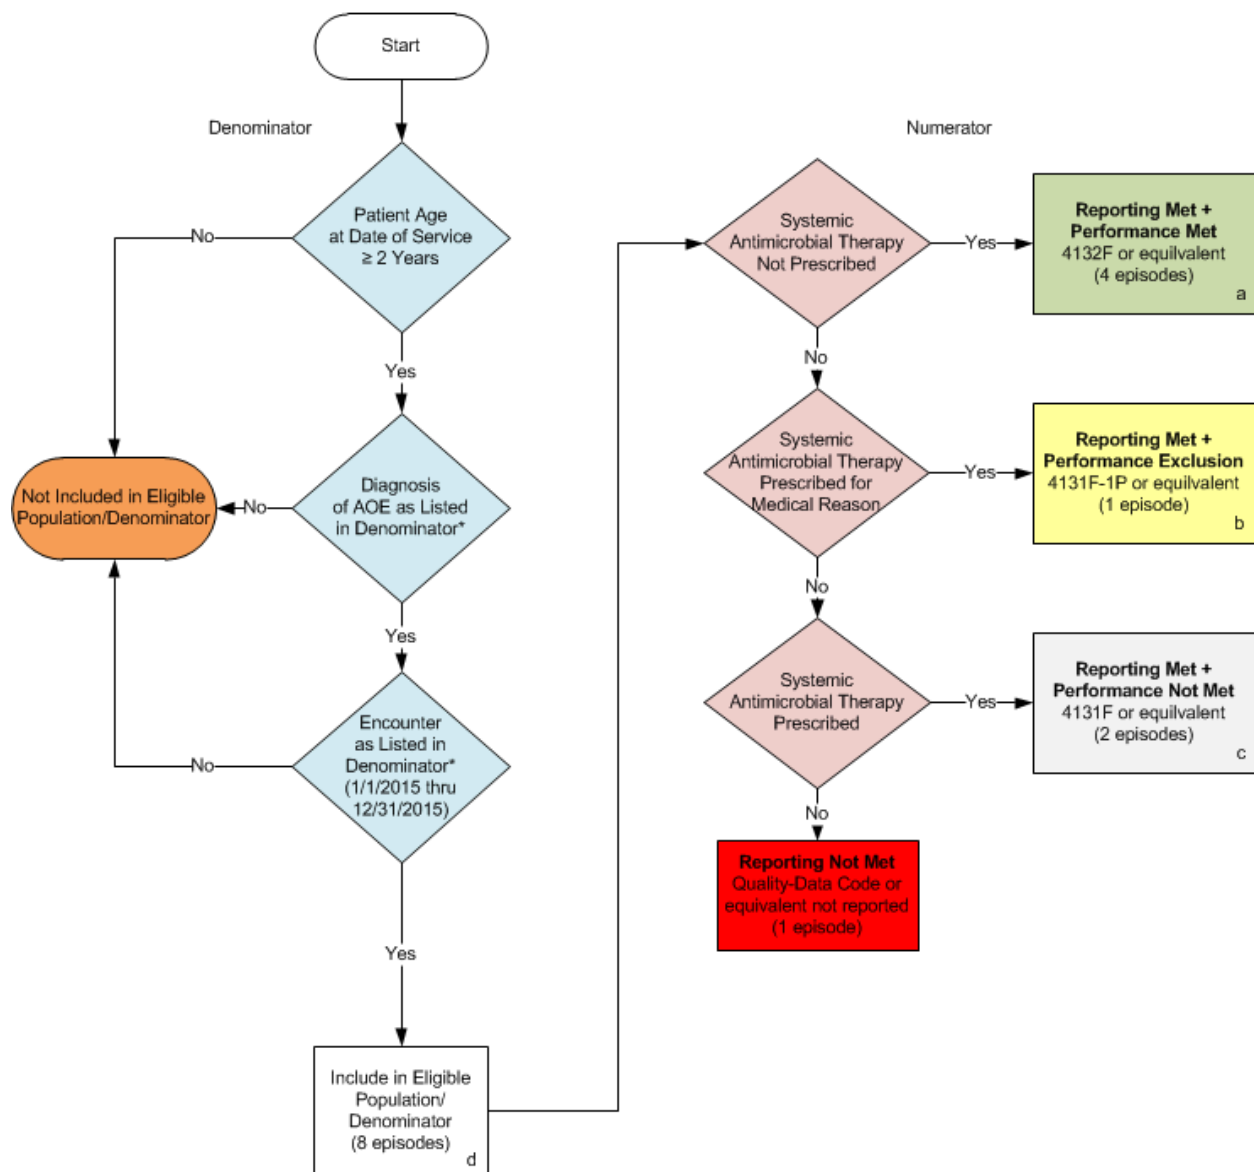 Start
Denominator
Patient Age
at Date of Service
≥ 2 Years
No
Yes
Diagnosis
of AOE as Listed
in Denominator*
No
Not Included in Eligible
Population/Denominator
Yes
Encounter
as Listed in
Denominator*
(1/1/2015 thru
12/31/2015)
No
Yes
Include in Eligible
Population/
Denominator
(8 episodes)
d
Numerator
Systemic
Antimicrobial Therapy
Not Prescribed
Yes
Reporting Met +
Performance Met
4132F or equilvalent
(4 episodes)
a
No
Systemic
Antimicrobial Therapy
Prescribed for
Medical Reason
Yes
Reporting Met +
Performance Exclusion
4131F-1P or equivalent
(1 episode)
b
No
Systemic
Antimicrobial Therapy
Prescribed
Yes
Reporting Met +
Performance Not Met
4131F or equilvalent
(2 episodes)
c
No
Reporting Not Met
Quality-Data Code or
equivalent not reported
(1 episode)